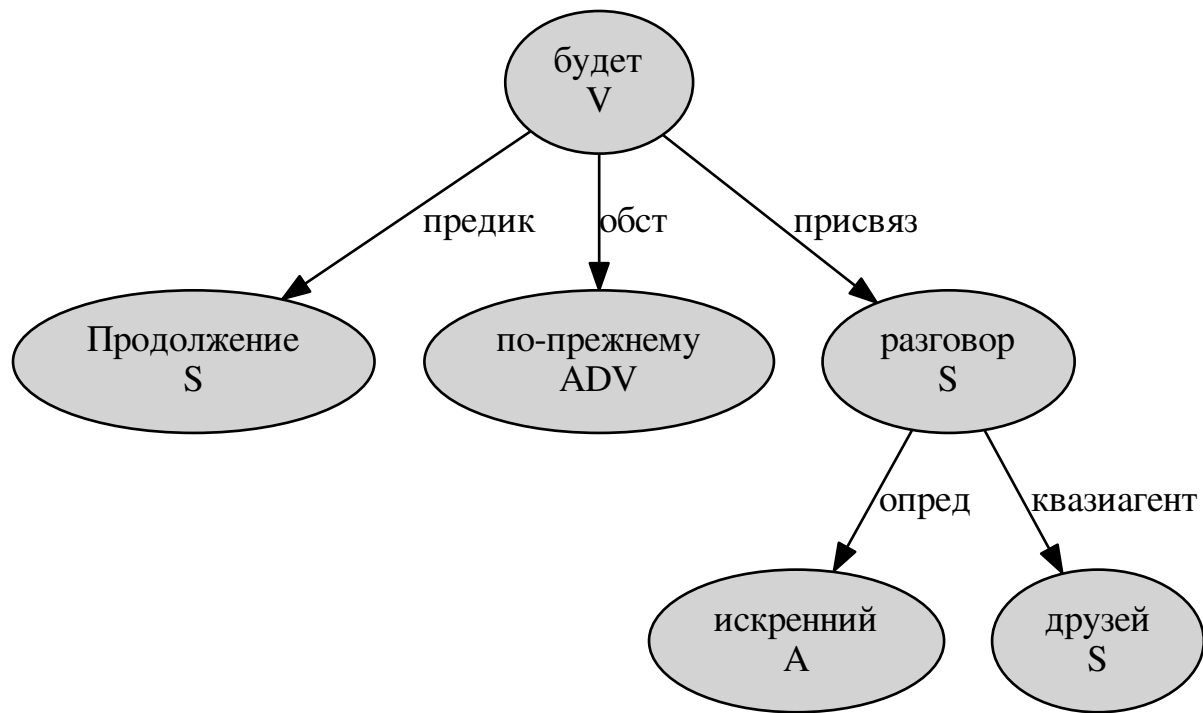 будет
V
предик
обст
присвяз
Продолжение
S
по-прежнему
ADV
разговор
S
опред
квазиагент
искренний
A
друзей
S